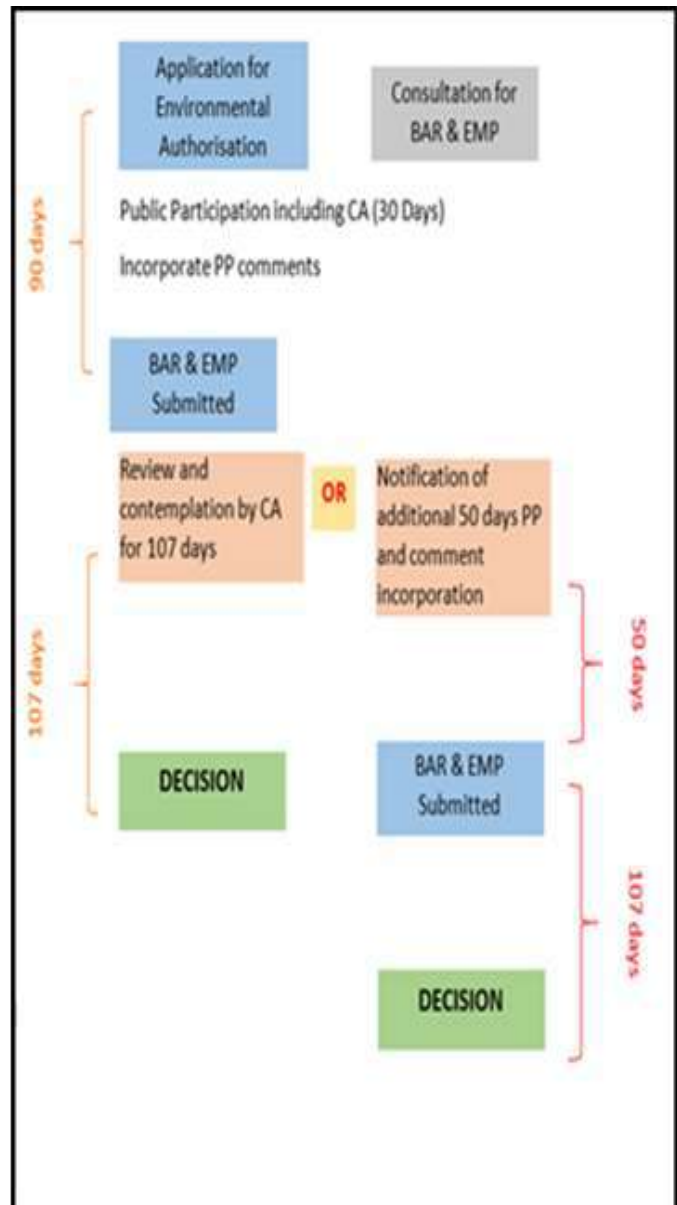 Application for
Environmental
Authorisation
Consultation for
BAR & EMP
90 days
Public Participation including CA (30 Days)
Incorporate PP comments
BAR & EMP
Submitted
Review and
contemplation by CA
for 107 days
OR
Notification of
additional 50 days PP
and comment
incorporation
107 days
50 days
DECISION
BAR & EMP
Submitted
107 days
DECISION